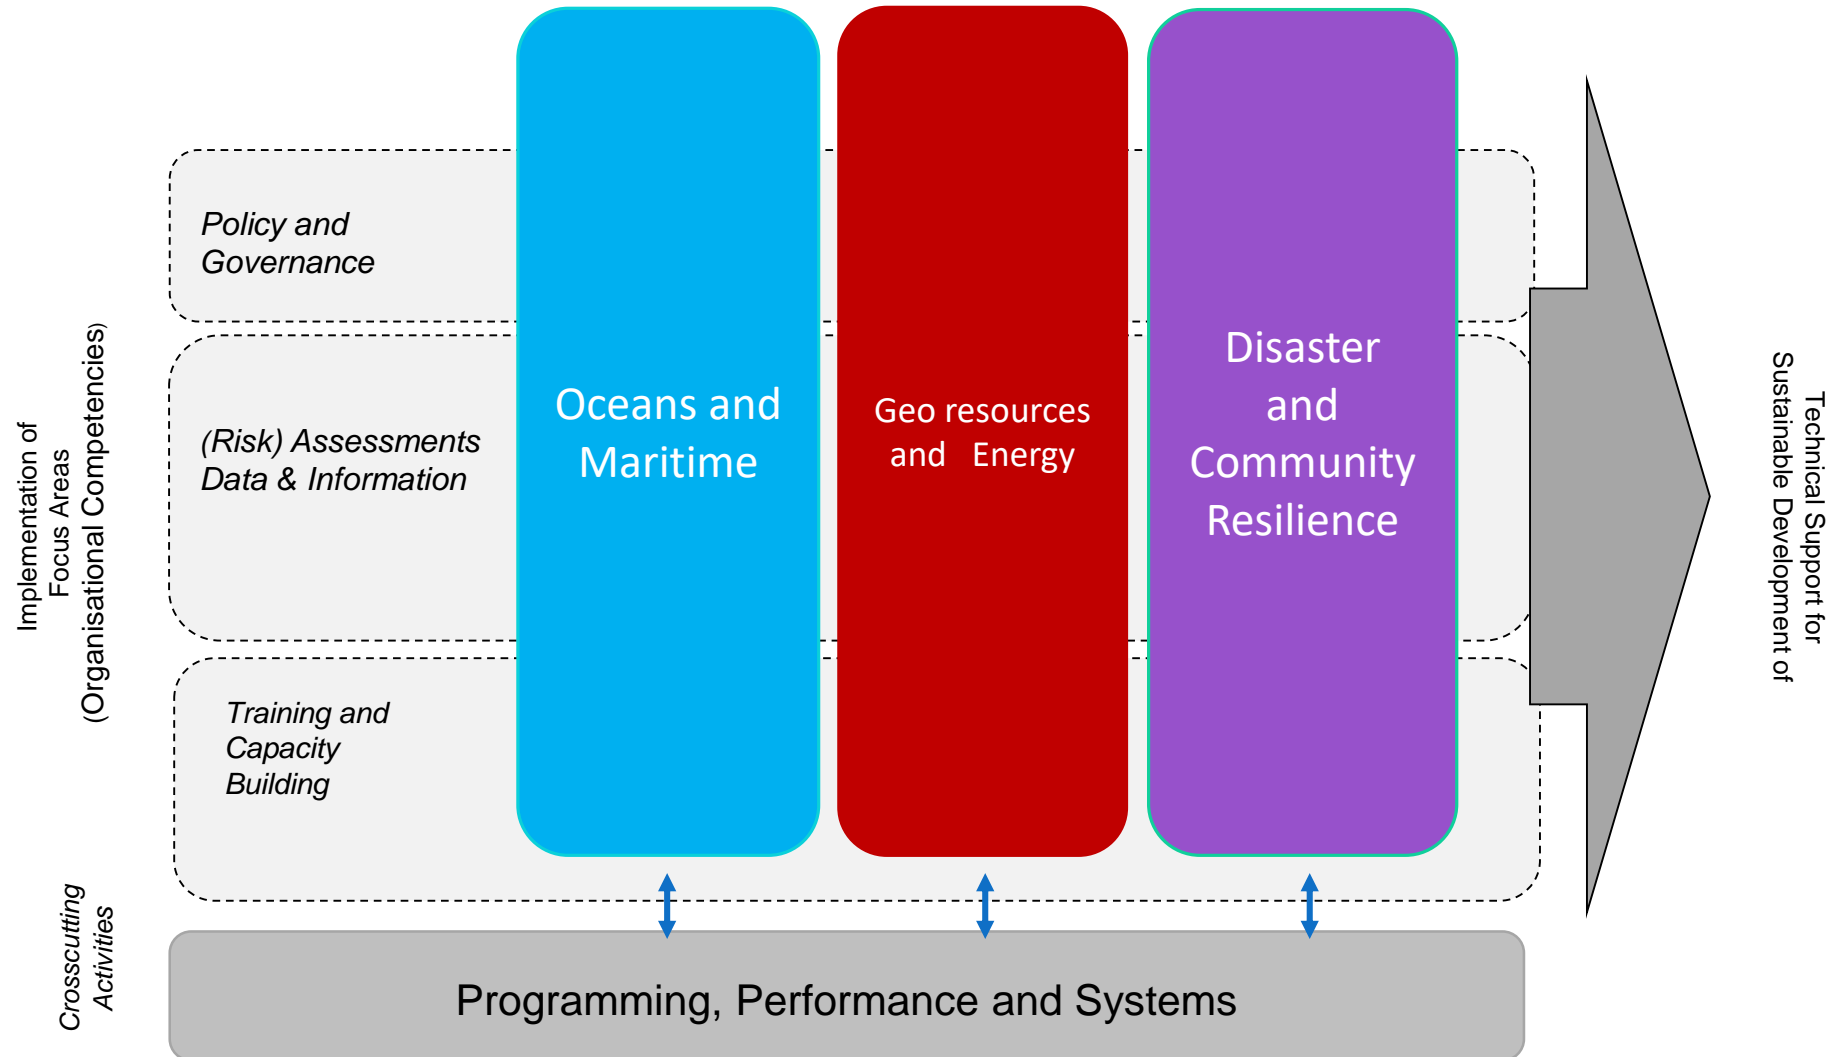 Policy and
Governance
(Risk) Assessments
Data & Information
Training and
Capacity
Building
Implementation of
Focus Areas
(Organisational Competencies)
Crosscutting
Activities
Oceans and
Maritime
Geo resources
and Energy
Disaster
and
Community
Resilience
Technical Support for
Sustainable Development of
Programming, Performance and Systems